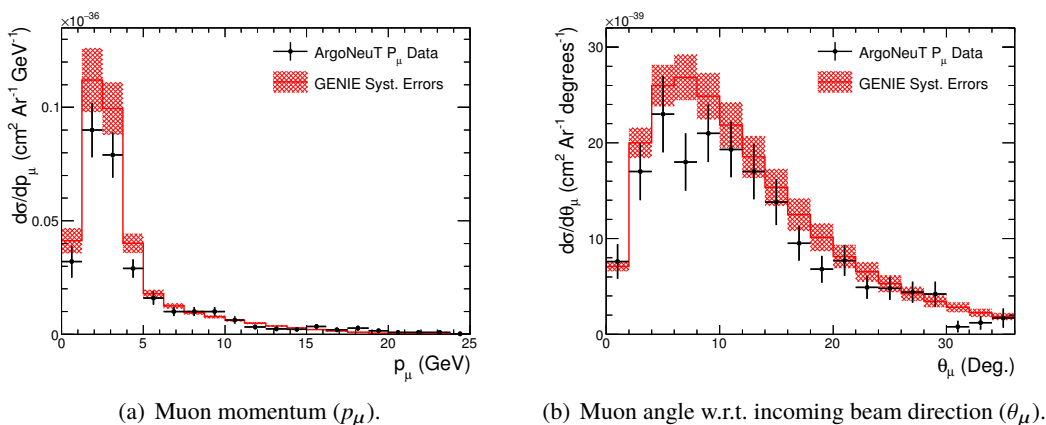 ×10⁻³⁶
dσ/dp_μ (cm² Ar⁻¹ GeV⁻¹)
ArgoNeuT P_μ Data
GENIE Syst. Errors
0.1
0.05
0
0 5 10 15 20 25
p_μ (GeV)
(a) Muon momentum (p_μ).
×10⁻³⁹
dσ/dθ_μ (cm² Ar⁻¹ degrees⁻¹)
ArgoNeuT P_μ Data
GENIE Syst. Errors
30
20
10
0
0 10 20 30
θ_μ (Deg.)
(b) Muon angle w.r.t. incoming beam direction (θ_μ).